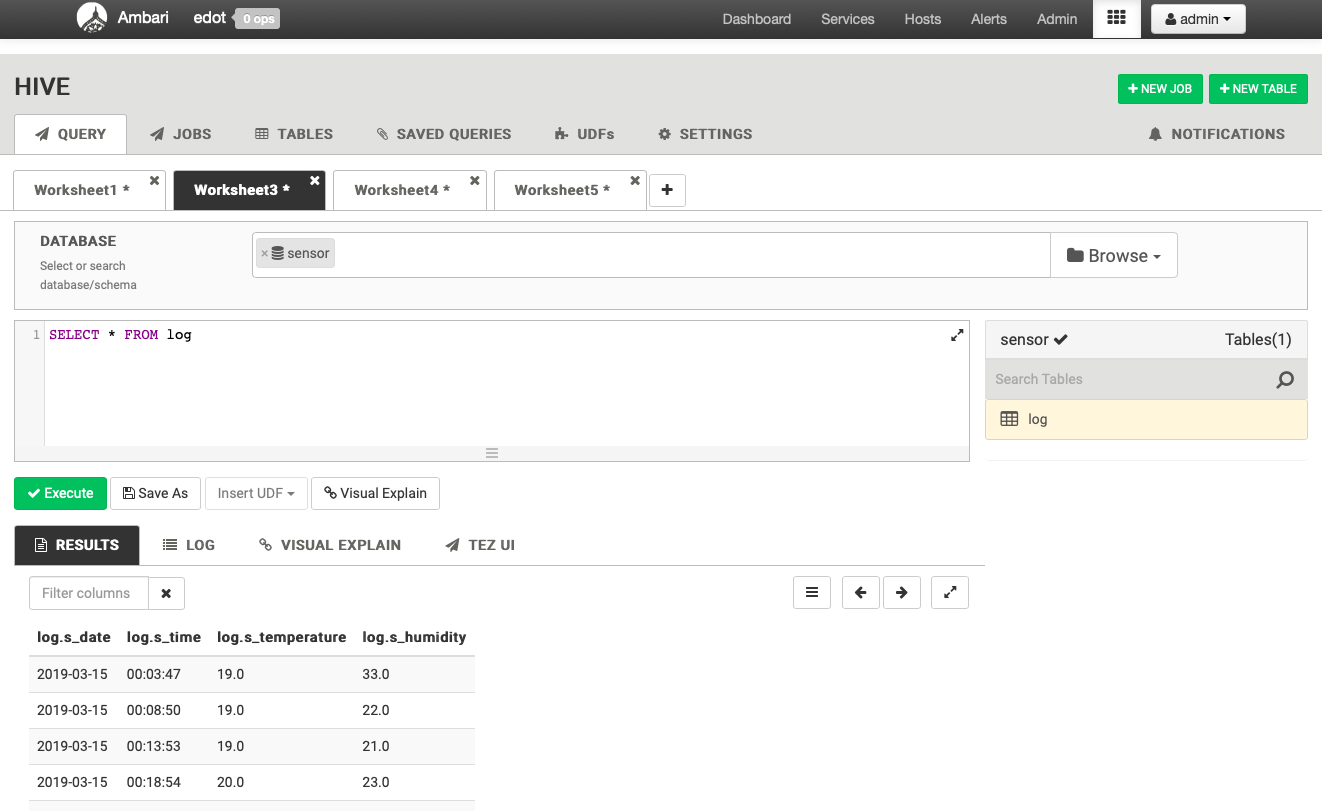 Ambari edot 0 ops Dashboard Services Hosts Alerts Admin admin
HIVE
NEW JOB NEW TABLE
QUERY JOBS TABLES SAVED QUERIES UDFs SETTINGS NOTIFICATIONS
Worksheet1 * Worksheet3 * Worksheet4 * Worksheet5 *
DATABASE
Select or search
database/schema
× sensor
Browse
1 SELECT * FROM log
sensor Tables(1)
Search Tables
log
Execute Save As Insert UDF Visual Explain
RESULTS LOG VISUAL EXPLAIN TEZ UI
Filter columns
log.s_date log.s_time log.s_temperature log.s_humidity
2019-03-15 00:03:47 19.0 33.0
2019-03-15 00:08:50 19.0 22.0
2019-03-15 00:13:53 19.0 21.0
2019-03-15 00:18:54 20.0 23.0